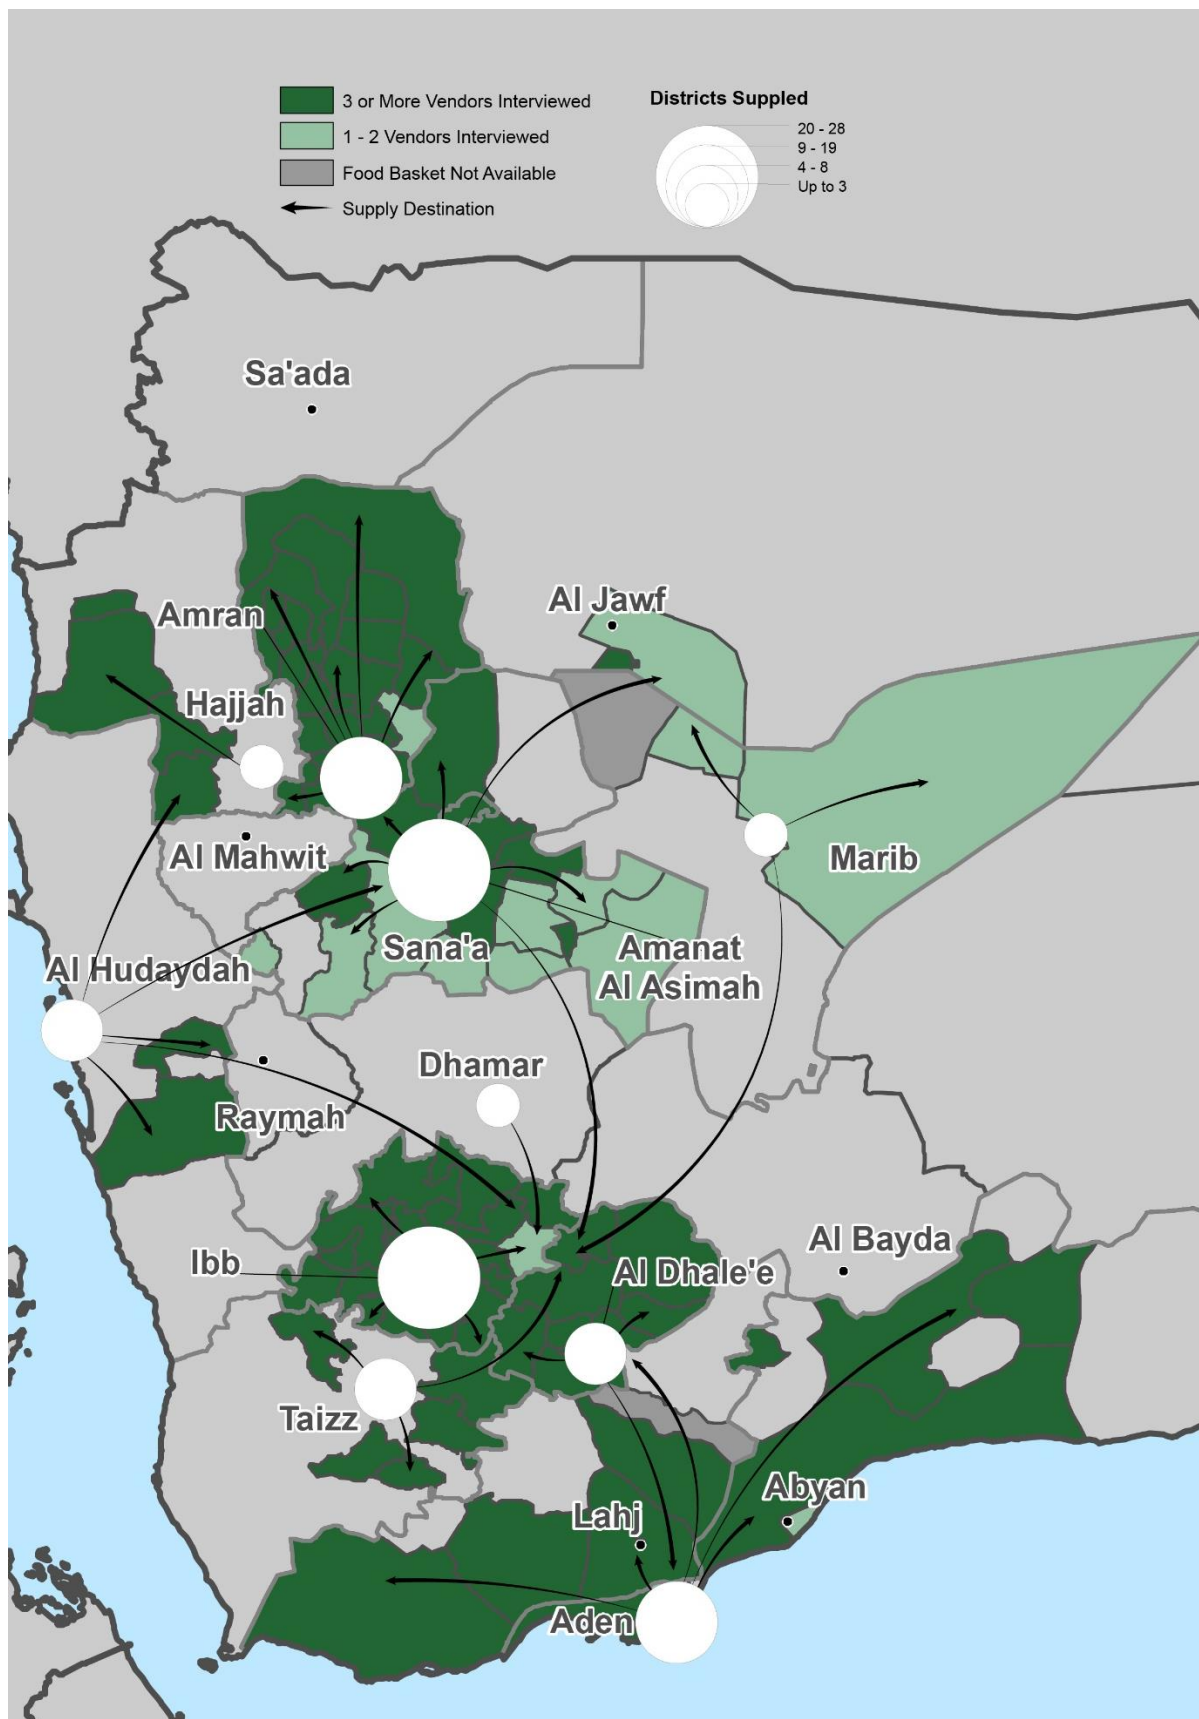 3 or More Vendors Interviewed
1 - 2 Vendors Interviewed
Food Basket Not Available
Supply Destination
Districts Suppled
20 - 28
9 - 19
4 - 8
Up to 3
Sa'ada
Al Jawf
Amran
Hajjah
Al Mahwit
Marib
Sana'a
Amanat
Al Asimah
Al Hudaydah
Dhamar
Raymah
Al Bayda
Ibb
Al Dhale'e
Taizz
Abyan
Lahj
Aden